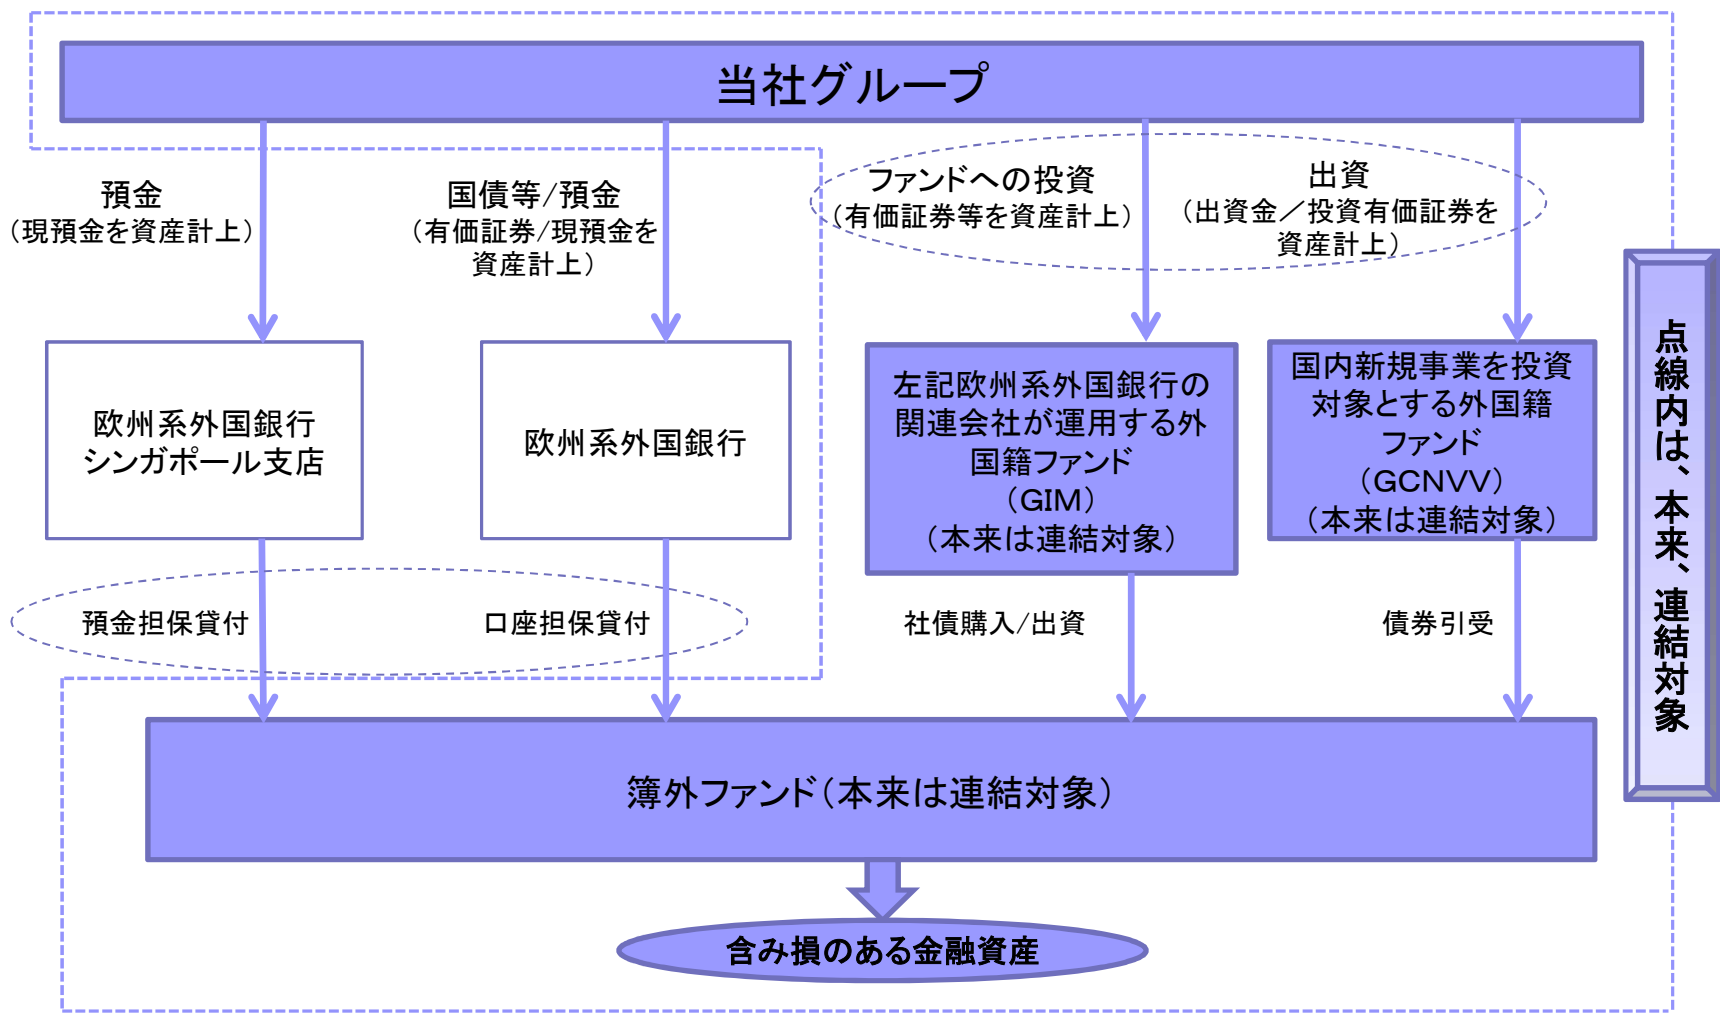 当社グループ
預金
（現預金を資産計上）
国債等/預金
（有価証券/現預金を
資産計上）
ファンドへの投資
（有価証券等を資産計上）
出資
（出資金／投資有価証券を
資産計上）
欧州系外国銀行
シンガポール支店
欧州系外国銀行
左記欧州系外国銀行の
関連会社が運用する外
国籍ファンド
（GIM）
（本来は連結対象）
国内新規事業を投資
対象とする外国籍
ファンド
（GCNVV）
（本来は連結対象）
点線内は、本来、連結対象
預金担保貸付
口座担保貸付
社債購入/出資
債券引受
簿外ファンド（本来は連結対象）
含み損のある金融資産